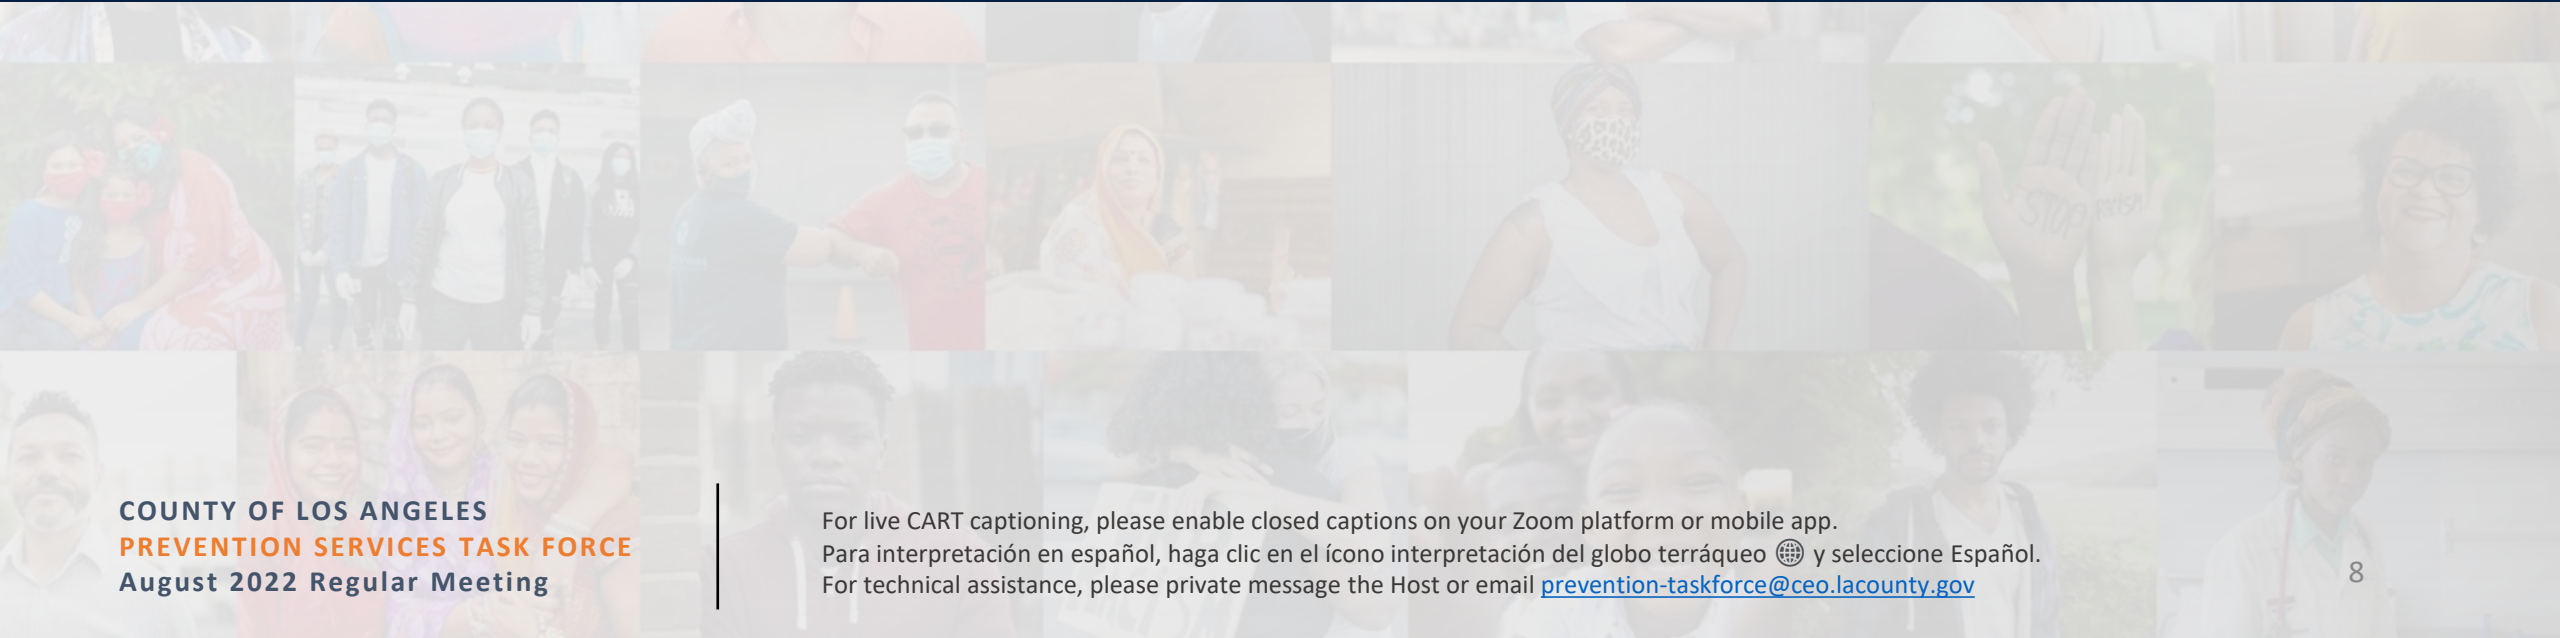 STOP racism
COUNTY OF LOS ANGELES
PREVENTION SERVICES TASK FORCE
August 2022 Regular Meeting
For live CART captioning, please enable closed captions on your Zoom platform or mobile app.
Para interpretación en español, haga clic en el ícono interpretación del globo terráqueo y seleccione Español.
For technical assistance, please private message the Host or email prevention-taskforce@ceo.lacounty.gov
8